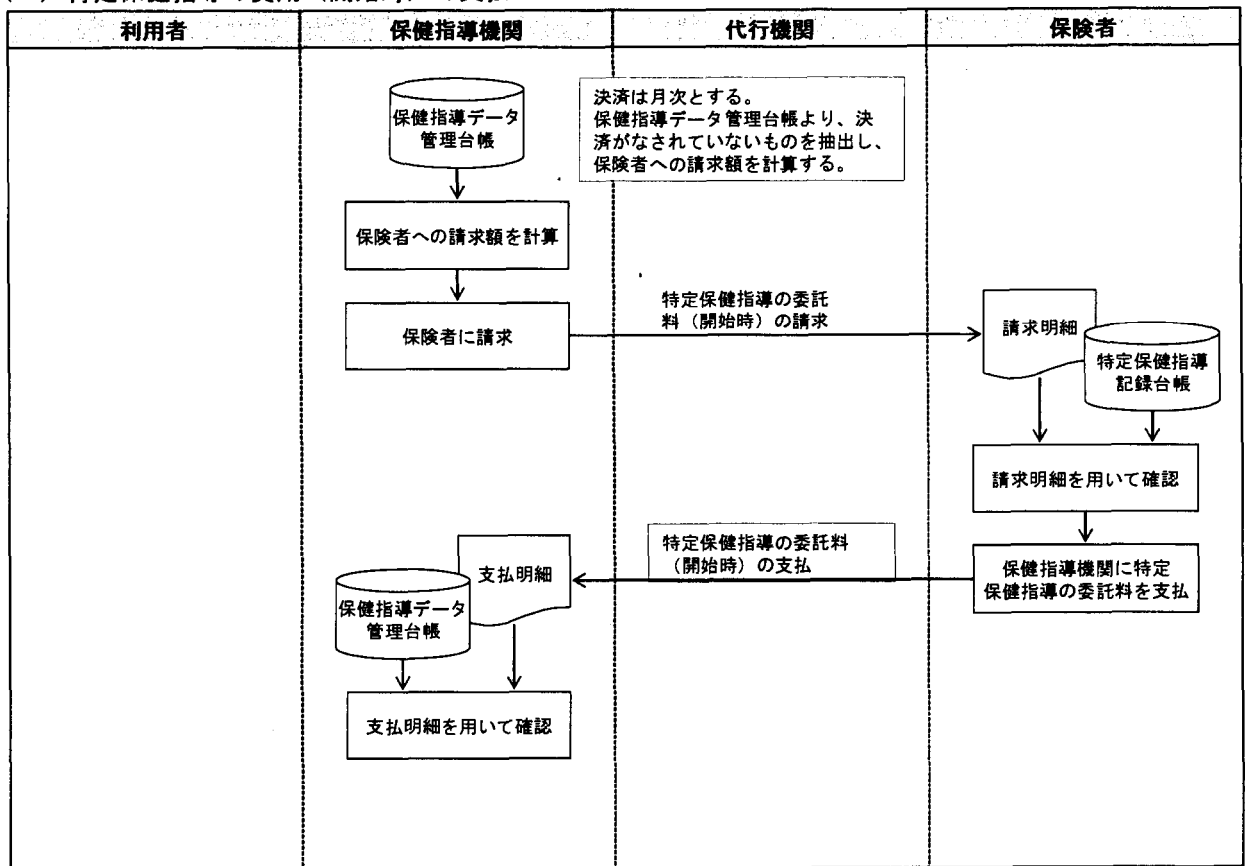 利用者
保健指導機関
代行機関
保険者
保健指導データ
管理台帳
決済は月次とする。
保健指導データ管理台帳より、決
済がなされていないものを抽出し、
保険者への請求額を計算する。
保険者への請求額を計算
保険者に請求
特定保健指導の委託
料（開始時）の請求
請求明細
特定保健指導
記録台帳
請求明細を用いて確認
特定保健指導の委託料
（開始時）の支払
保健指導機関に特定
保健指導の委託料を支払
支払明細
保健指導データ
管理台帳
支払明細を用いて確認